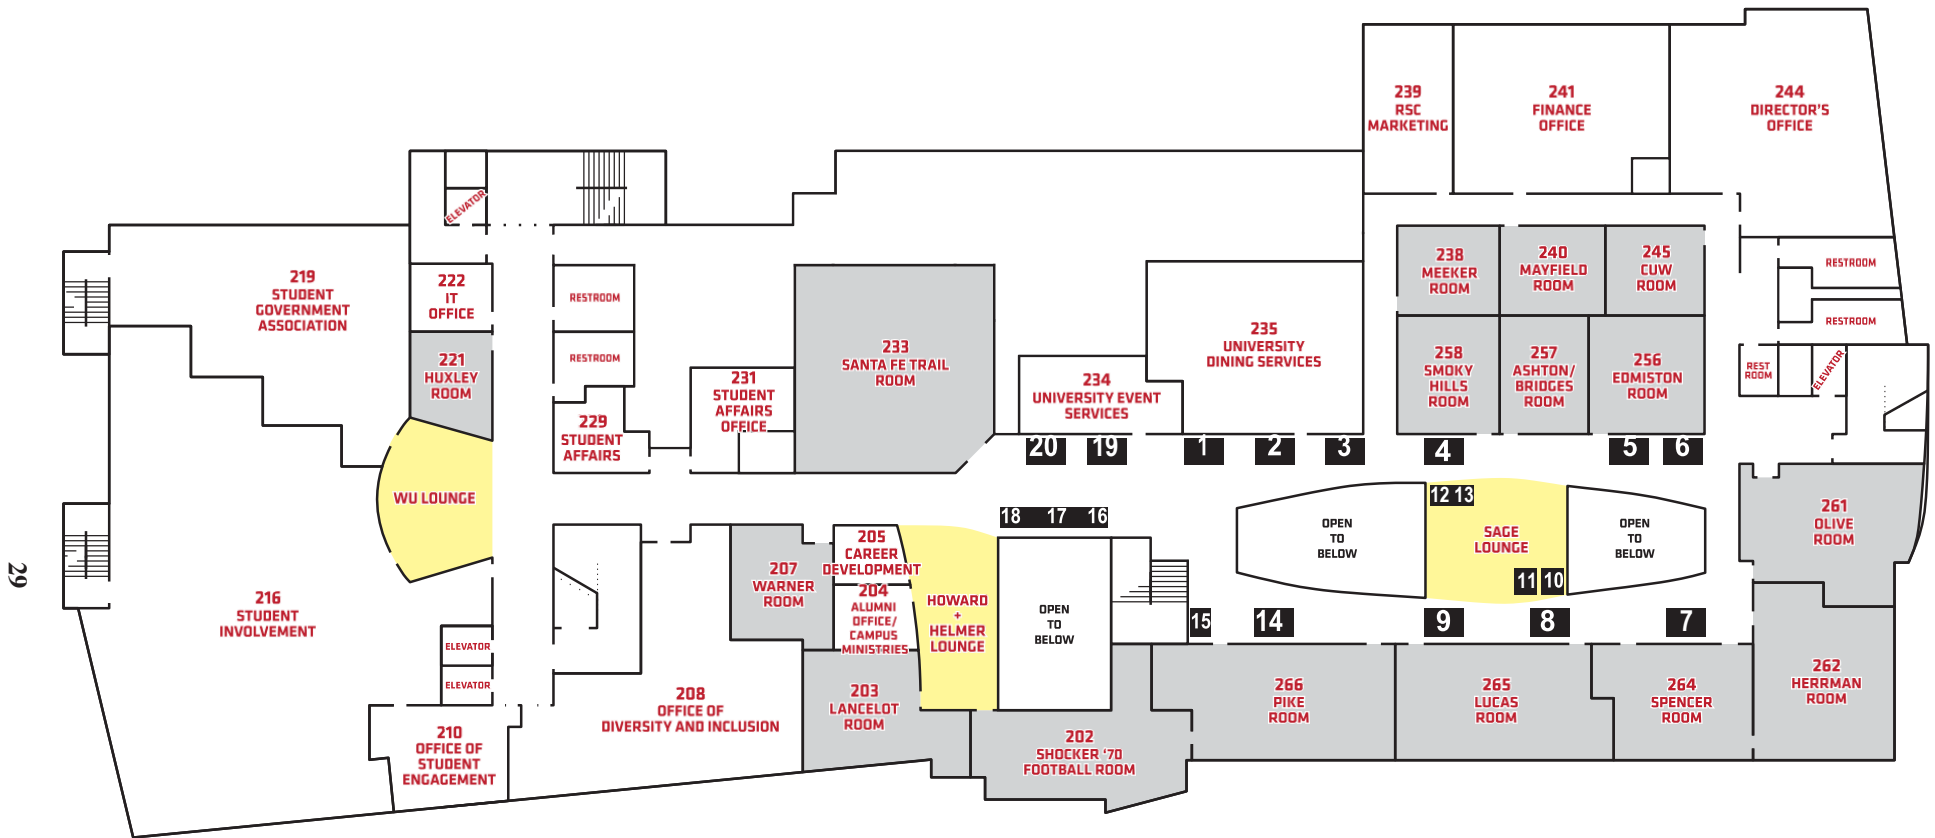 239
RSC
MARKETING
241
FINANCE
OFFICE
244
DIRECTOR'S
OFFICE
ELEVATOR
219
STUDENT
GOVERNMENT
ASSOCIATION
222
IT
OFFICE
RESTROOM
RESTROOM
221
HUXLEY
ROOM
229
STUDENT
AFFAIRS
231
STUDENT
AFFAIRS
OFFICE
233
SANTA FE TRAIL
ROOM
234
UNIVERSITY EVENT
SERVICES
235
UNIVERSITY
DINING SERVICES
238
MEEKER
ROOM
240
MAYFIELD
ROOM
245
CUW
ROOM
258
SMOKY
HILLS
ROOM
257
ASHTON/
BRIDGES
ROOM
256
EDMISTON
ROOM
RESTROOM
RESTROOM
REST
ROOM
ELEVATOR
20
19
1
2
3
4
5
6
WU LOUNGE
18 17 16
12 13
OPEN
TO
BELOW
SAGE
LOUNGE
OPEN
TO
BELOW
11 10
261
OLIVE
ROOM
205
CAREER
DEVELOPMENT
207
WARNER
ROOM
204
ALUMNI
OFFICE/
CAMPUS
MINISTRIES
HOWARD
+
HELMER
LOUNGE
OPEN
TO
BELOW
15
14
9
8
7
29
216
STUDENT
INVOLVEMENT
ELEVATOR
ELEVATOR
210
OFFICE OF
STUDENT
ENGAGEMENT
208
OFFICE OF
DIVERSITY AND INCLUSION
203
LANCELOT
ROOM
202
SHOCKER '70
FOOTBALL ROOM
266
PIKE
ROOM
265
LUCAS
ROOM
264
SPENCER
ROOM
262
HERRMAN
ROOM